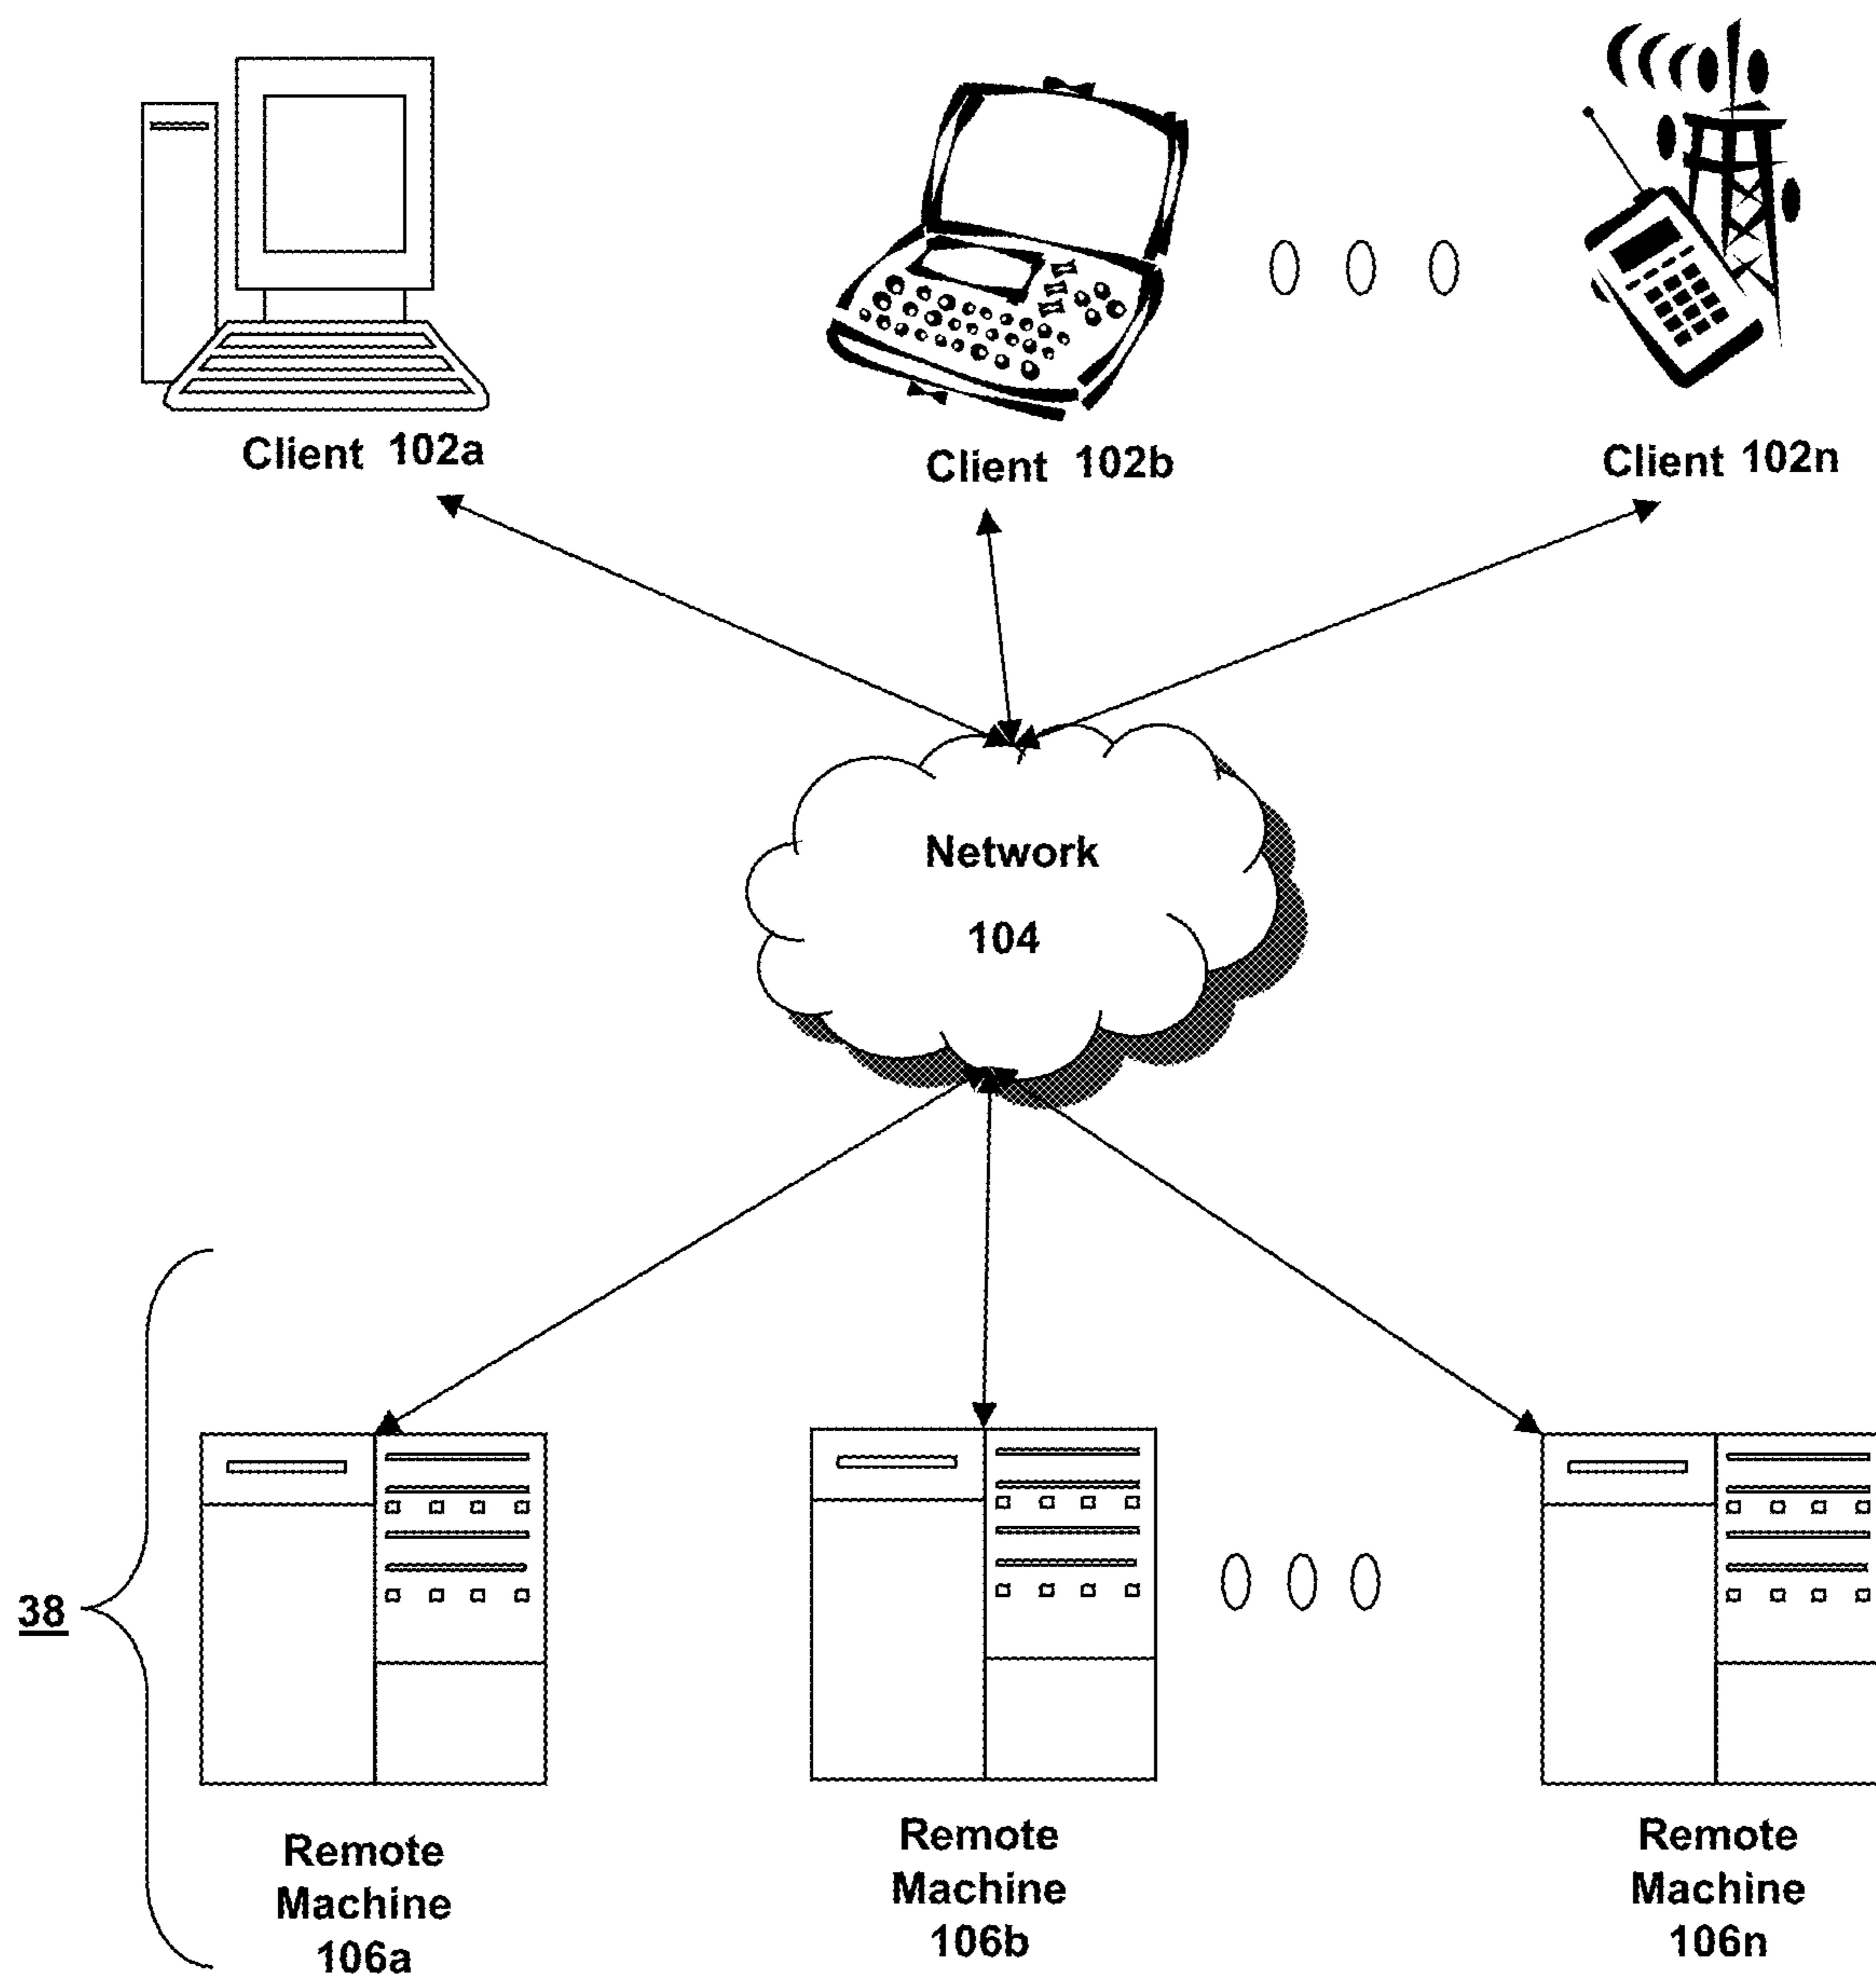 Client 102a
Client 102b
Client 102n
Network
104
38
Remote
Machine
106a
Remote
Machine
106b
Remote
Machine
106n